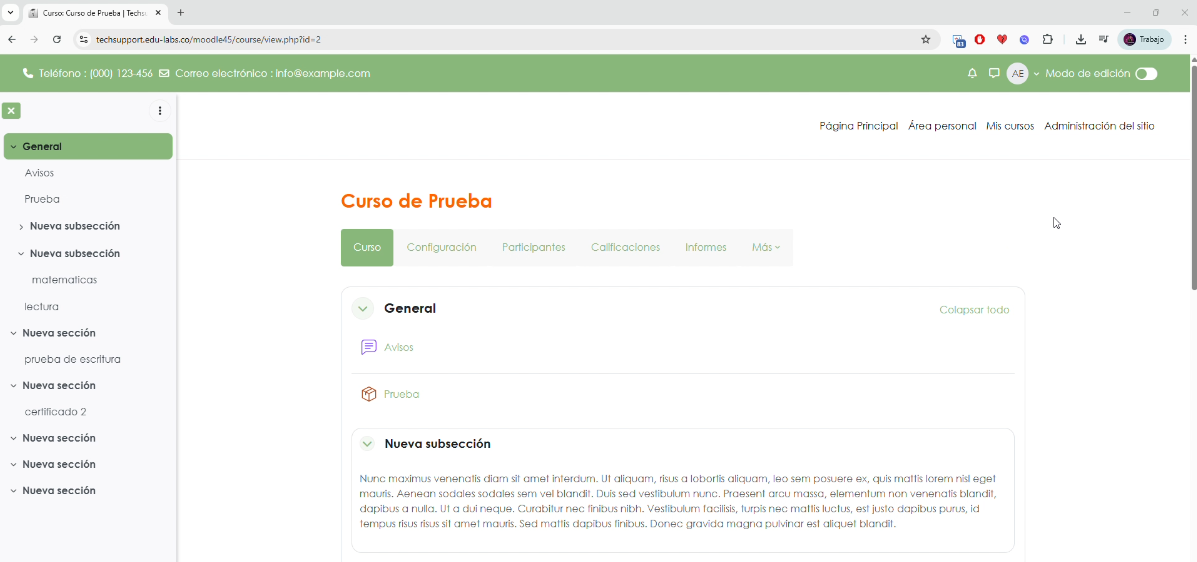 Curso: Curso de Prueba | Techsu
techsupport.edu-labs.co/moodle45/course/view.php?id=2
83
Trabajo
Teléfono : (000) 123-456 Correo electrónico : info@example.com
AE
Modo de edición
Página Principal Área personal Mis cursos Administración del sitio
General
Avisos
Prueba
Nueva subsección
Nueva subsección
matematicas
lectura
Nueva sección
prueba de escritura
Nueva sección
certificado 2
Nueva sección
Nueva sección
Nueva sección
Curso de Prueba
Curso Configuración Participantes Calificaciones Informes Más
General
Colapsar todo
Avisos
Prueba
Nueva subsección
Nunc maximus venenatis diam sit amet interdum. Ut aliquam, risus a lobortis aliquam, leo sem posuere ex, quis mattis lorem nisl eget
mauris. Aenean sodales sodales sem vel blandit. Duis sed vestibulum nunc. Praesent arcu massa, elementum non venenatis blandit,
dapibus a nulla. Ut a dui neque. Curabitur nec finibus nibh. Vestibulum facilisis, turpis nec mattis luctus, est justo dapibus purus, id
tempus risus risus sit amet mauris. Sed mattis dapibus finibus. Donec gravida magna pulvinar est aliquet blandit.